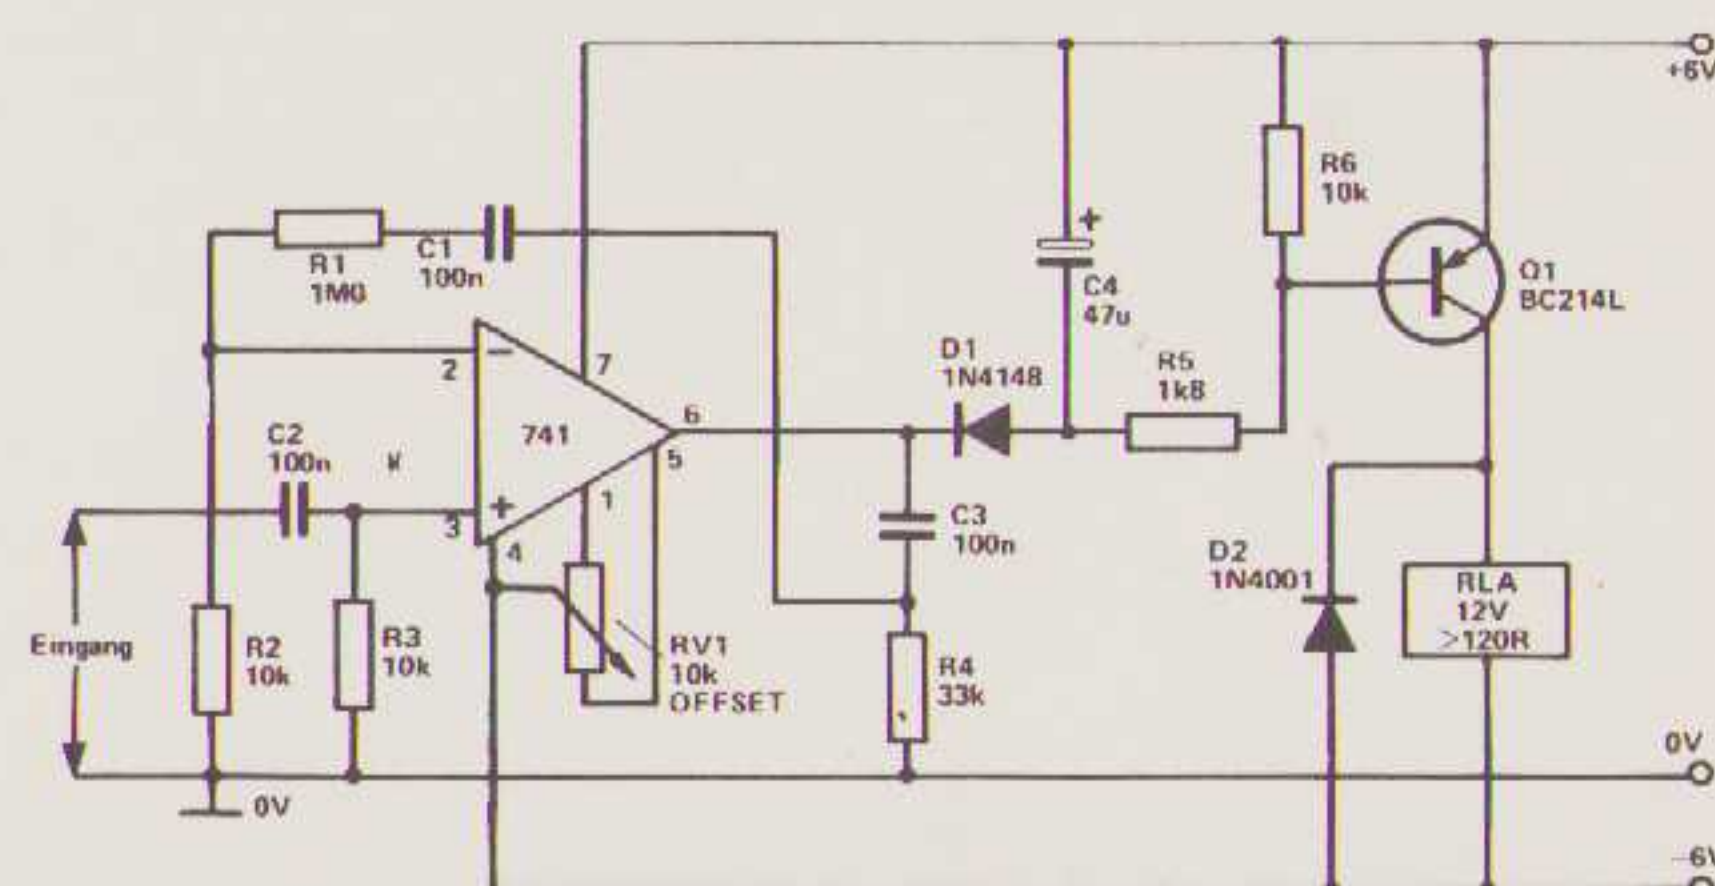 +6V
R6
10k
R1
1M0
C1
100n
+
C4
47u
Q1
BC214L
2
−
7
D1
1N4148
R5
1k8
C2
100n
741
6
5
3
+
4
1
C3
100n
D2
1N4001
RLA
12V
>120R
Eingang
R2
10k
R3
10k
RV1
10k
OFFSET
R4
33k
0V
0V
−6V